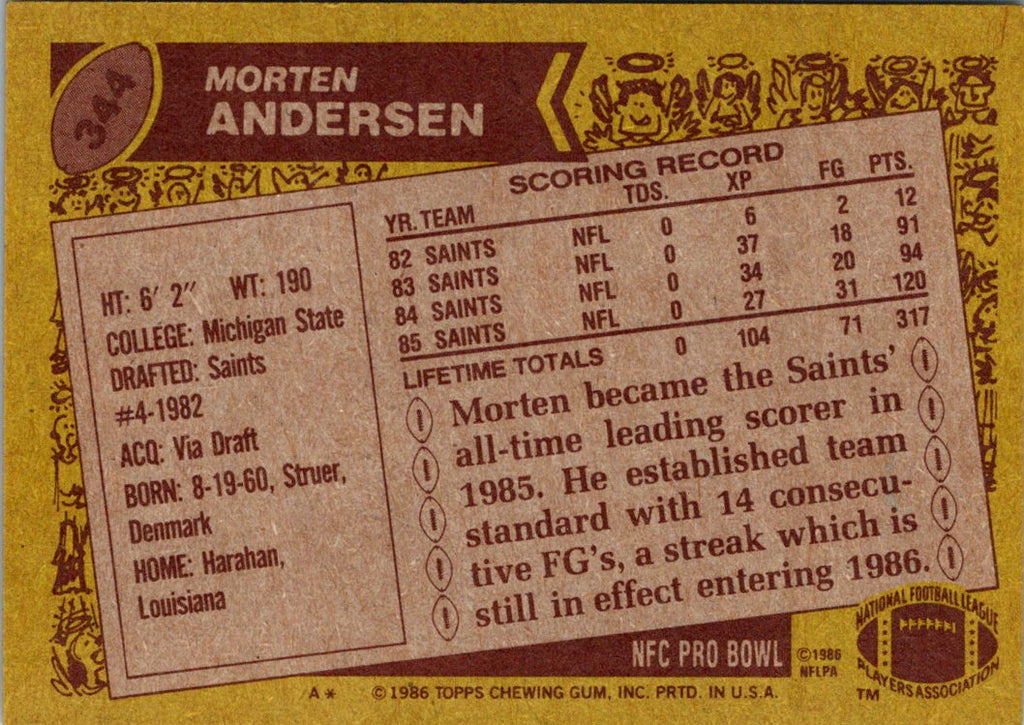 344
MORTEN
ANDERSEN
SCORING RECORD
YR. TEAM TDS. XP FG PTS.
82 SAINTS NFL 0 6 2 12
83 SAINTS NFL 0 37 18 91
84 SAINTS NFL 0 34 20 94
85 SAINTS NFL 0 27 31 120
LIFETIME TOTALS 0 104 71 317
HT: 6′ 2″ WT: 190
COLLEGE: Michigan State
DRAFTED: Saints
#4-1982
ACQ: Via Draft
BORN: 8-19-60, Struer,
Denmark
HOME: Harahan,
Louisiana
Morten became the Saints'
all-time leading scorer in
1985. He established team
standard with 14 consecu-
tive FG's, a streak which is
still in effect entering 1986.
NFC PRO BOWL
©1986
NFLPA
NATIONAL FOOTBALL LEAGUE
PLAYERS ASSOCIATION
TM
A* ©1986 TOPPS CHEWING GUM, INC. PRTD. IN U.S.A.